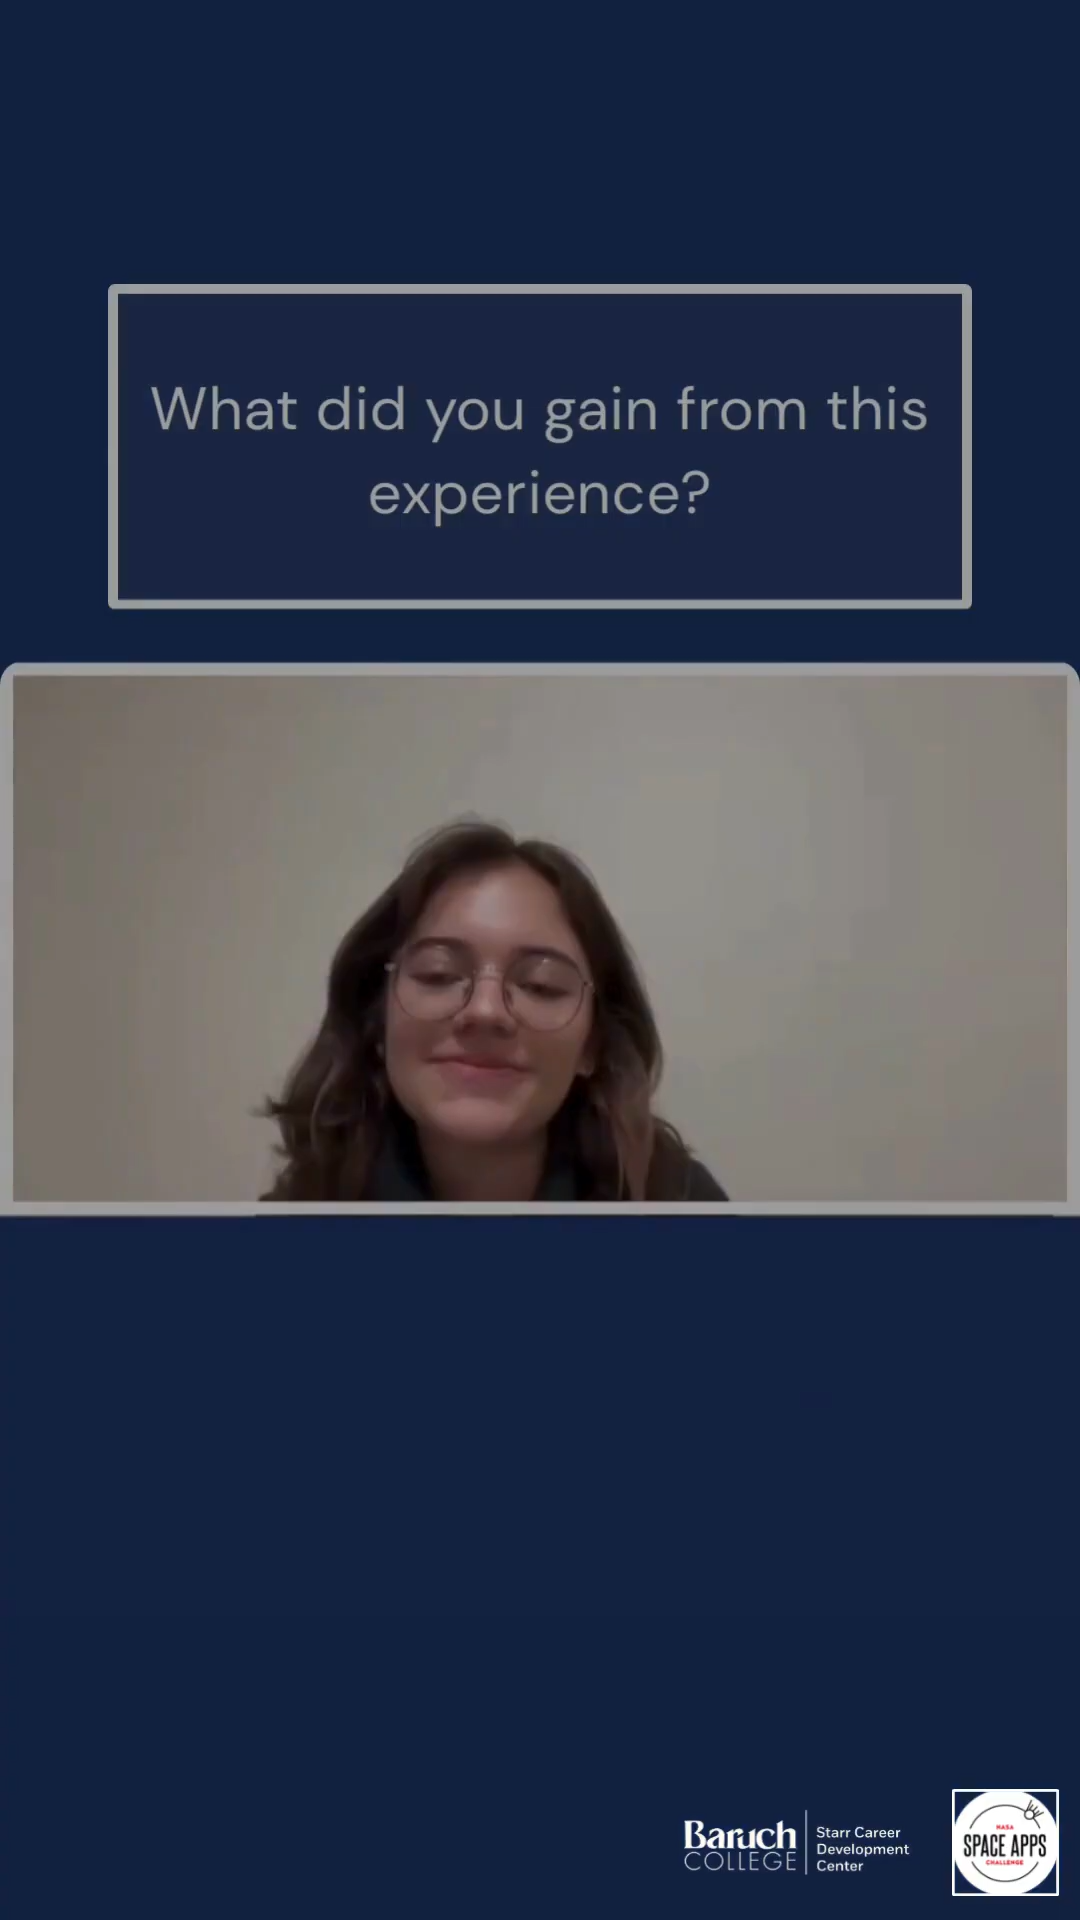 What did you gain from this
experience?
Baruch
COLLEGE
Starr Career
Development
Center
NASA
SPACE APPS
CHALLENGE